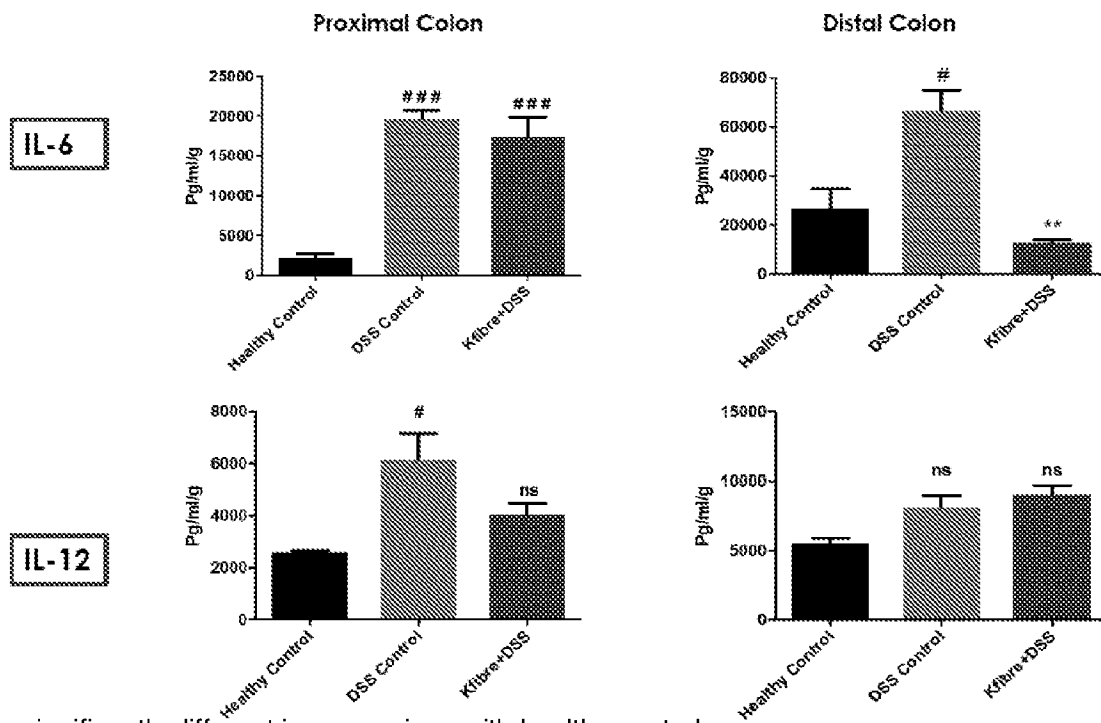 Proximal Colon
Distal Colon
IL-6
25000
20000
15000
10000
5000
0
Pg/ml/g
###
###
Healthy Control
DSS Control
Kfibre+DSS
80000
60000
40000
20000
0
Pg/ml/g
#
**
Healthy Control
DSS Control
Kfibre+DSS
IL-12
8000
6000
4000
2000
0
Pg/ml/g
#
ns
Healthy Control
DSS Control
Kfibre+DSS
15000
10000
5000
0
Pg/ml/g
ns
ns
Healthy Control
DSS Control
Kfibre+DSS